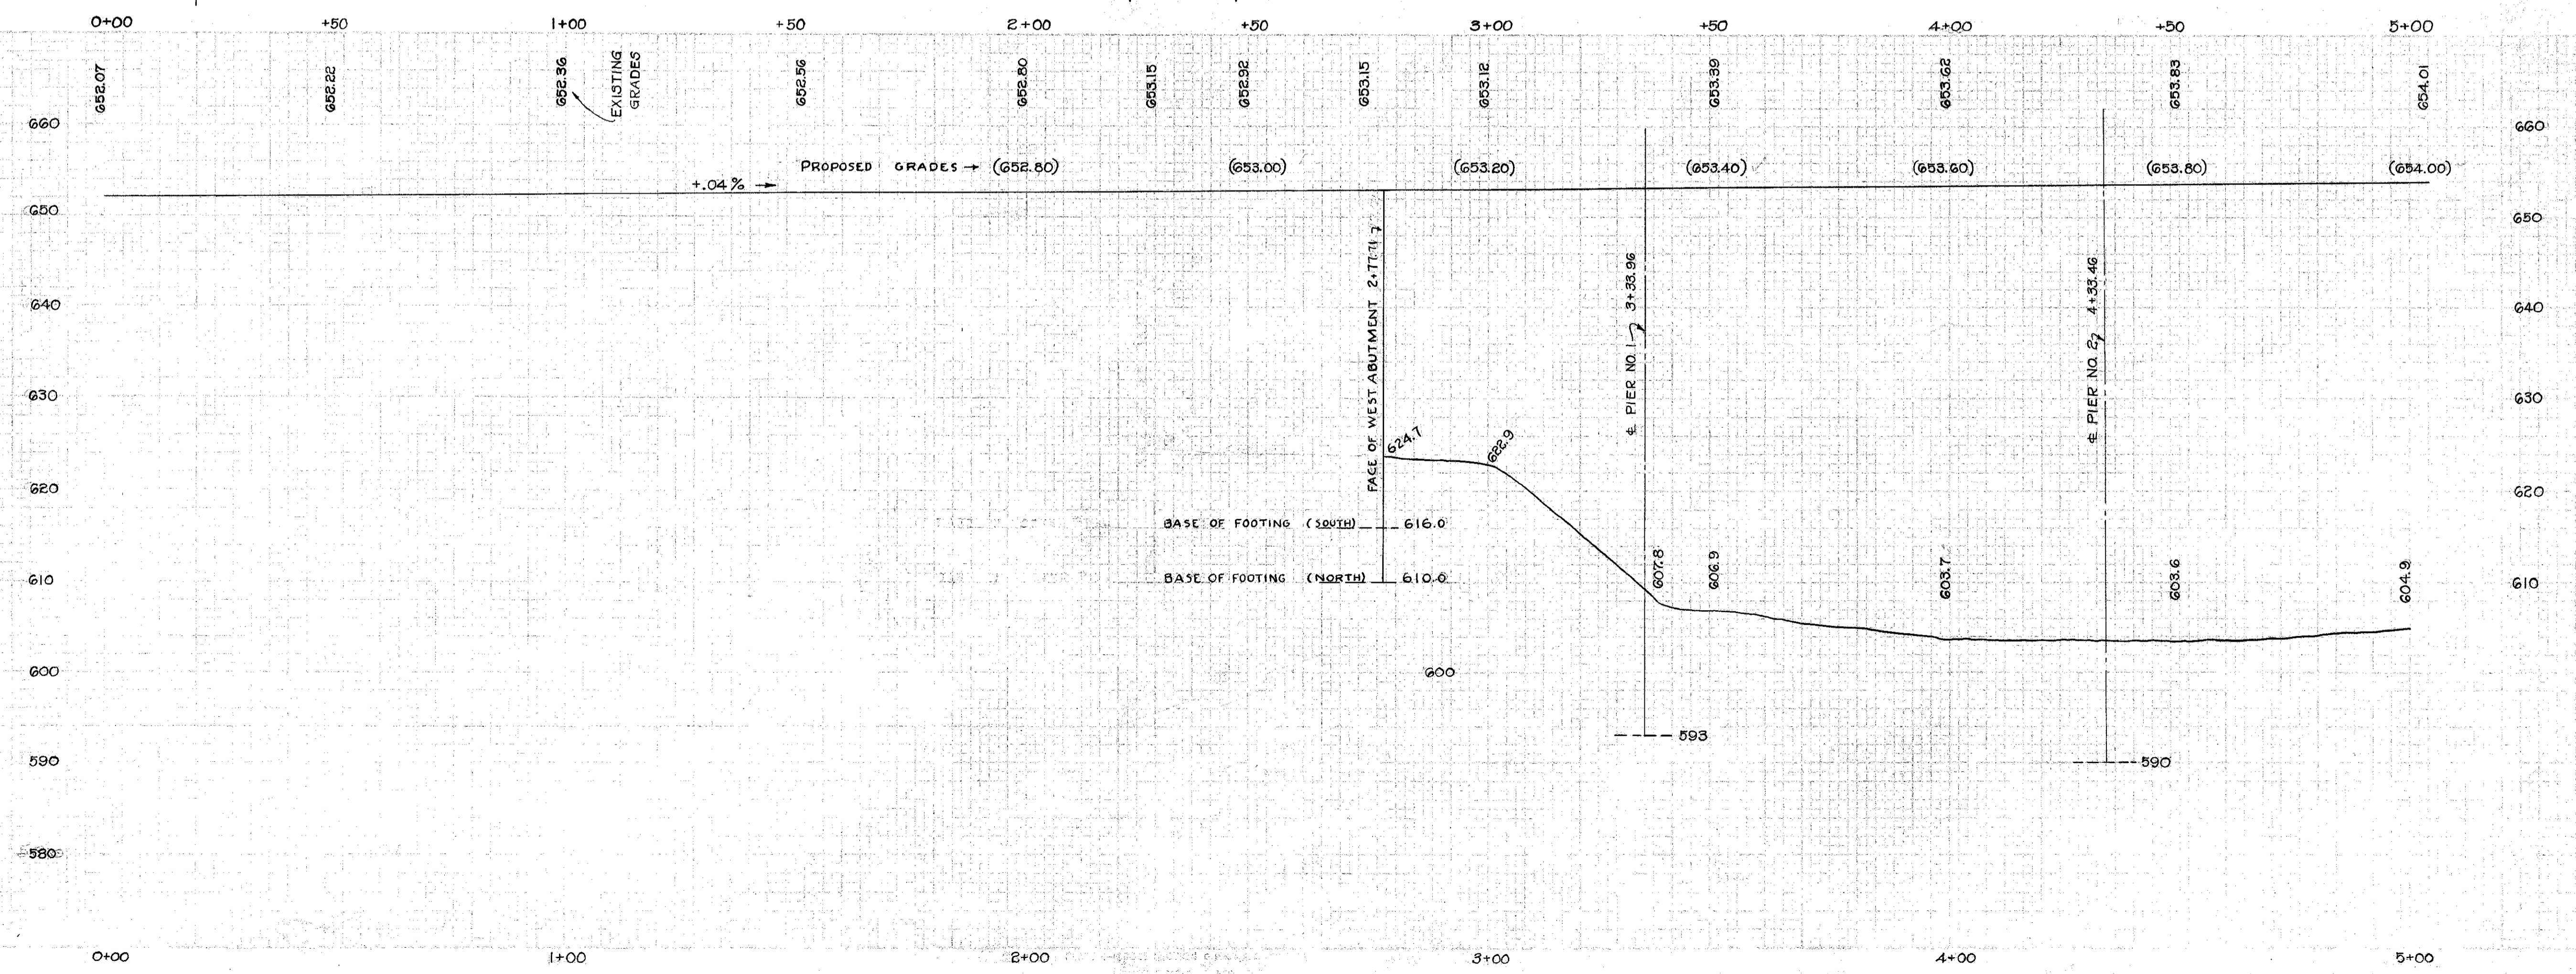 0+00 +50 1+00 +50 2+00 +50 3+00 +50 4+00 +50 5+00
652.07 652.22 652.36 652.56 652.80 653.15 652.92 653.15 653.12 653.39 653.62 653.83 654.01
EXISTING
GRADES
660 660
PROPOSED GRADES → (652.80) (653.00) (653.20) (653.40) (653.60) (653.80) (654.00)
+.04% →
650 650
FACE OF WEST ABUTMENT 2+77.71
℄ PIER NO. 1 3+33.96
℄ PIER NO. 2 4+33.46
640 640
630 630
624.7 622.9
620 620
BASE OF FOOTING (SOUTH) 616.0
607.8 606.9 603.7 603.6 604.9
610 BASE OF FOOTING (NORTH) 610.0 610
600 600
593
590 590
580
0+00 1+00 2+00 3+00 4+00 5+00